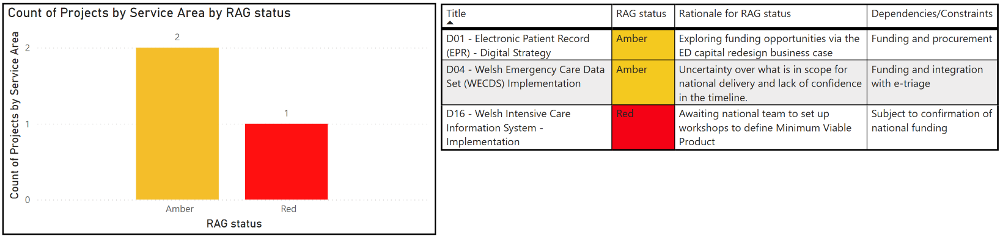 Count of Projects by Service Area by RAG status
Count of Projects by Service Area
2
1
0
2
1
Amber
Red
RAG status
Title
RAG status
Rationale for RAG status
Dependencies/Constraints
D01 - Electronic Patient Record
(EPR) - Digital Strategy
Amber
Exploring funding opportunities via the
ED capital redesign business case
Funding and procurement
D04 - Welsh Emergency Care Data
Set (WECDS) Implementation
Amber
Uncertainty over what is in scope for
national delivery and lack of confidence
in the timeline.
Funding and integration
with e-triage
D16 - Welsh Intensive Care
Information System -
Implementation
Red
Awaiting national team to set up
workshops to define Minimum Viable
Product
Subject to confirmation of
national funding